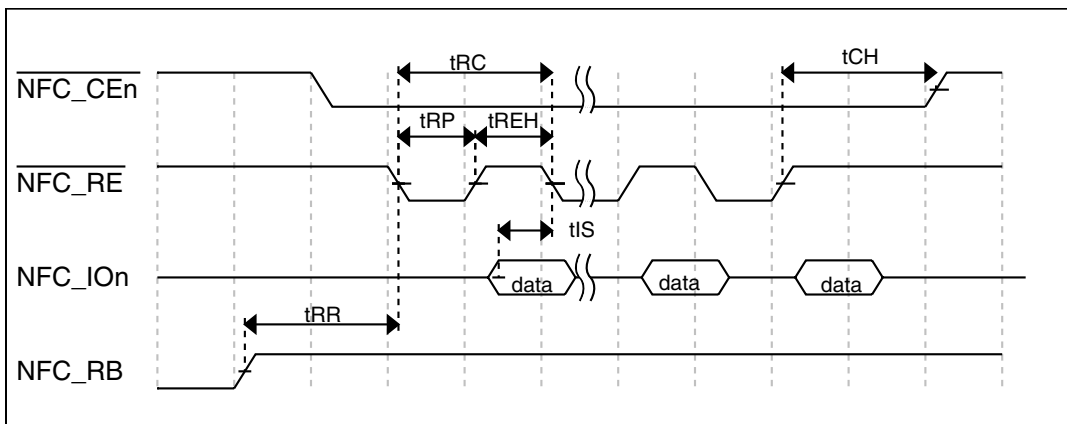 tRC
tCH
NFC_CEn
tRP
tREH
NFC_RE
tIS
NFC_IOn
data
data
data
tRR
NFC_RB